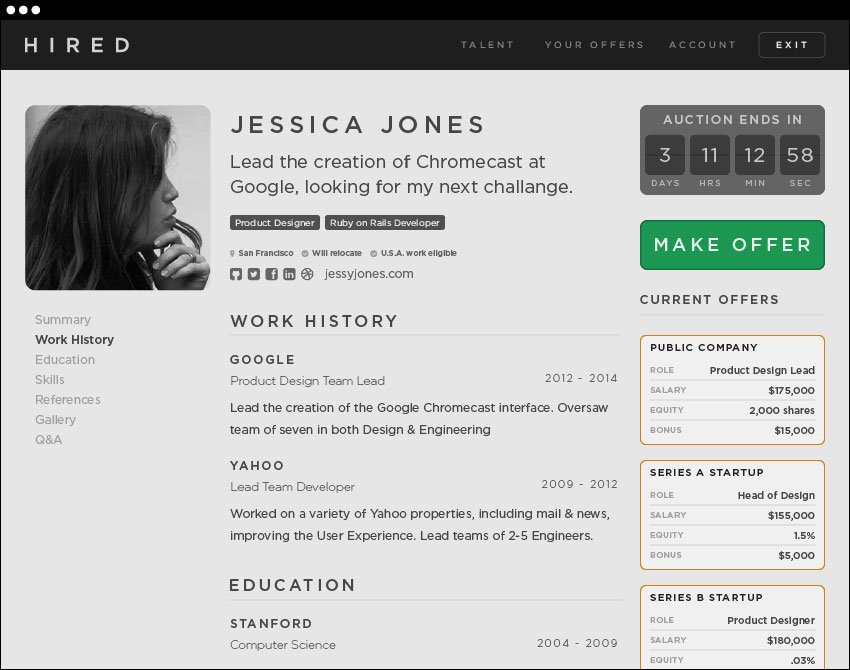 HIRED
TALENT YOUR OFFERS ACCOUNT EXIT
JESSICA JONES
Lead the creation of Chromecast at
Google, looking for my next challange.
Product Designer Ruby on Rails Developer
San Francisco Will relocate U.S.A. work eligible
jessyjones.com
Summary
Work History
Education
Skills
References
Gallery
Q&A
WORK HISTORY
GOOGLE
Product Design Team Lead 2012 - 2014
Lead the creation of the Google Chromecast interface. Oversaw
team of seven in both Design & Engineering
YAHOO
Lead Team Developer 2009 - 2012
Worked on a variety of Yahoo properties, including mail & news,
improving the User Experience. Lead teams of 2-5 Engineers.
EDUCATION
STANFORD
Computer Science 2004 - 2009
AUCTION ENDS IN
3 11 12 58
DAYS HRS MIN SEC
MAKE OFFER
CURRENT OFFERS
PUBLIC COMPANY
ROLE Product Design Lead
SALARY $175,000
EQUITY 2,000 shares
BONUS $15,000
SERIES A STARTUP
ROLE Head of Design
SALARY $155,000
EQUITY 1.5%
BONUS $5,000
SERIES B STARTUP
ROLE Product Designer
SALARY $180,000
EQUITY .03%